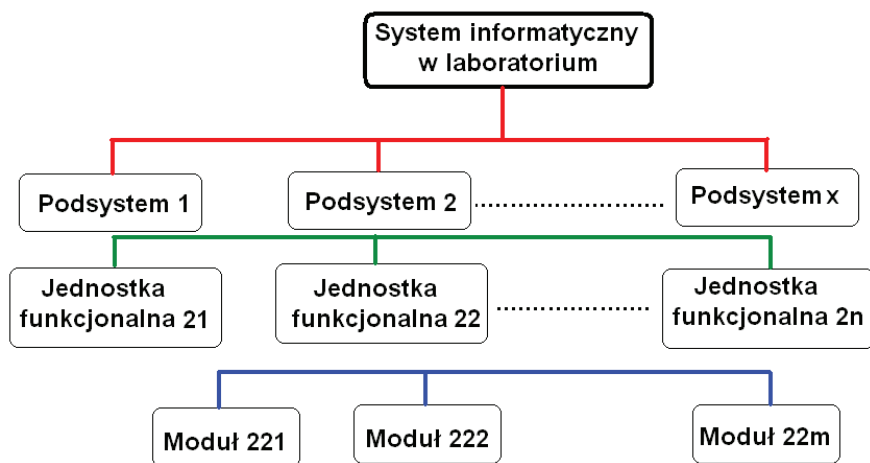 System informatyczny
w laboratorium
Podsystem 1
Podsystem 2
Podsystem x
Jednostka
funkcjonalna 21
Jednostka
funkcjonalna 22
Jednostka
funkcjonalna 2n
Moduł 221
Moduł 222
Moduł 22m